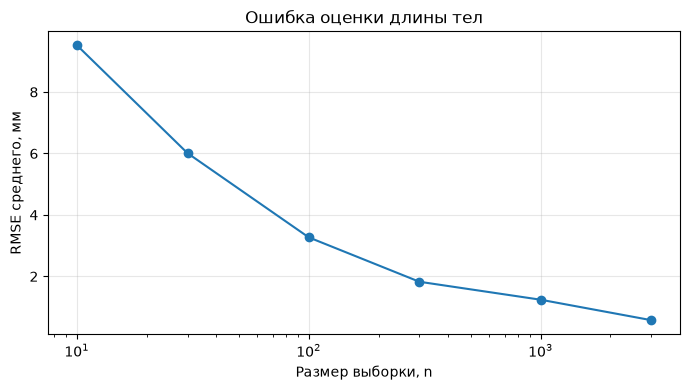 Ошибка оценки длины тел
RMSE среднего, мм
8
6
4
2
10¹
10²
10³
Размер выборки, n